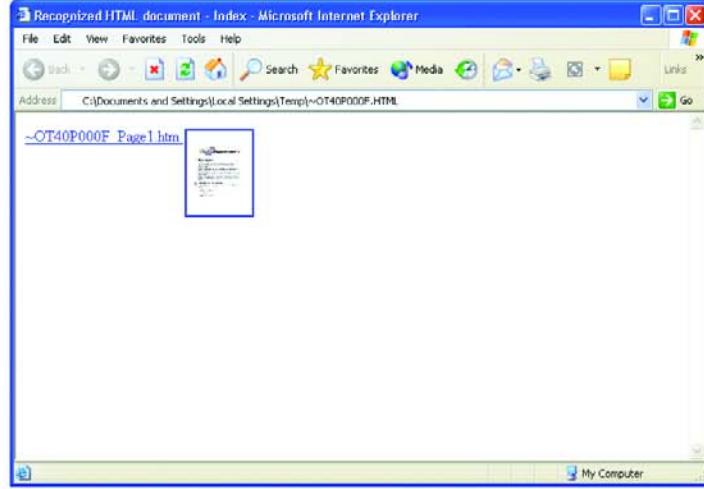 Recognized HTML document - Index - Microsoft Internet Explorer
File Edit View Favorites Tools Help
Back Search Favorites Media
Links »
Address C:\Documents and Settings\Local Settings\Temp\~OT40P000F.HTML Go
~OT40P000F_Page1.htm
My Computer